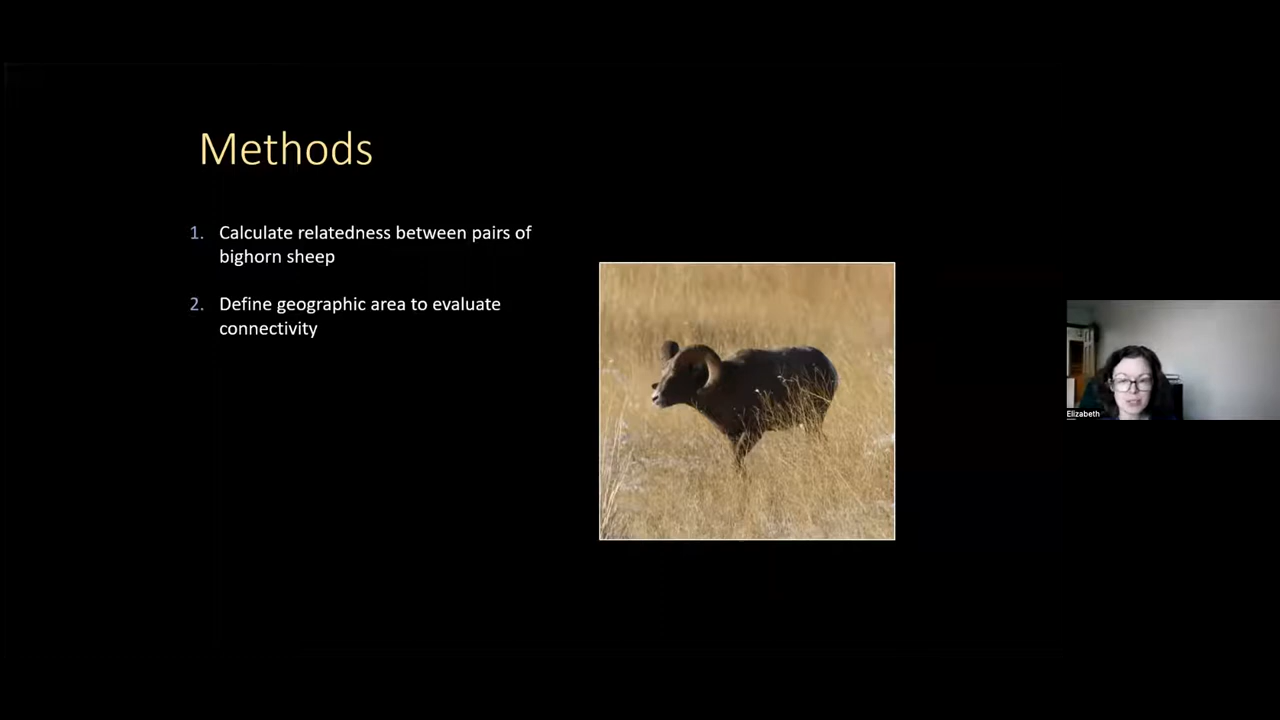 Methods
1. Calculate relatedness between pairs of
bighorn sheep
2. Define geographic area to evaluate
connectivity
Elizabeth